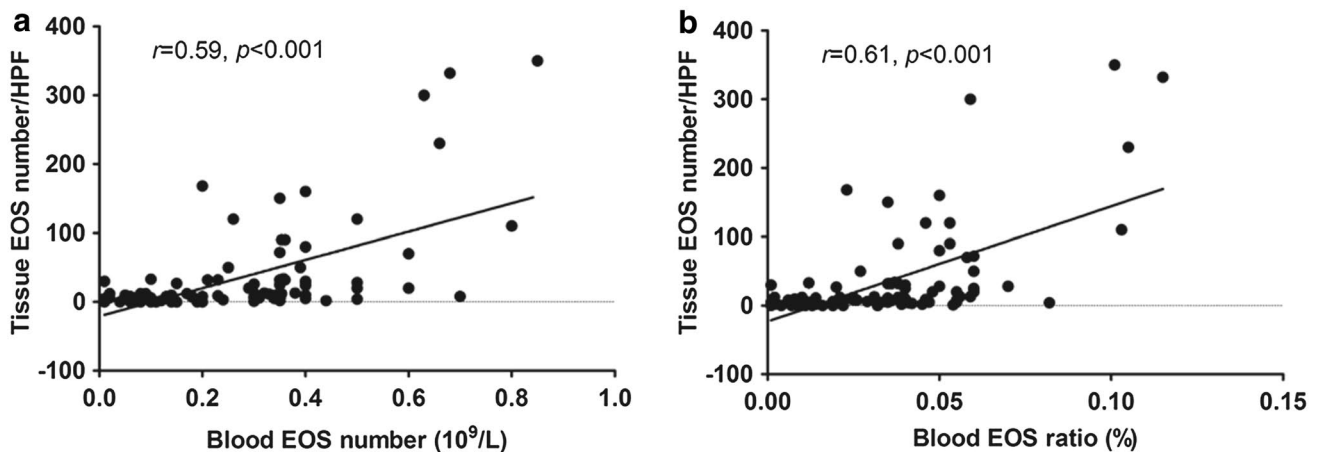 a
r=0.59, p<0.001
Tissue EOS number/HPF
400
300
200
100
0
-100
0.0 0.2 0.4 0.6 0.8 1.0
Blood EOS number (10⁹/L)
b
r=0.61, p<0.001
Tissue EOS number/HPF
400
300
200
100
0
-100
0.00 0.05 0.10 0.15
Blood EOS ratio (%)